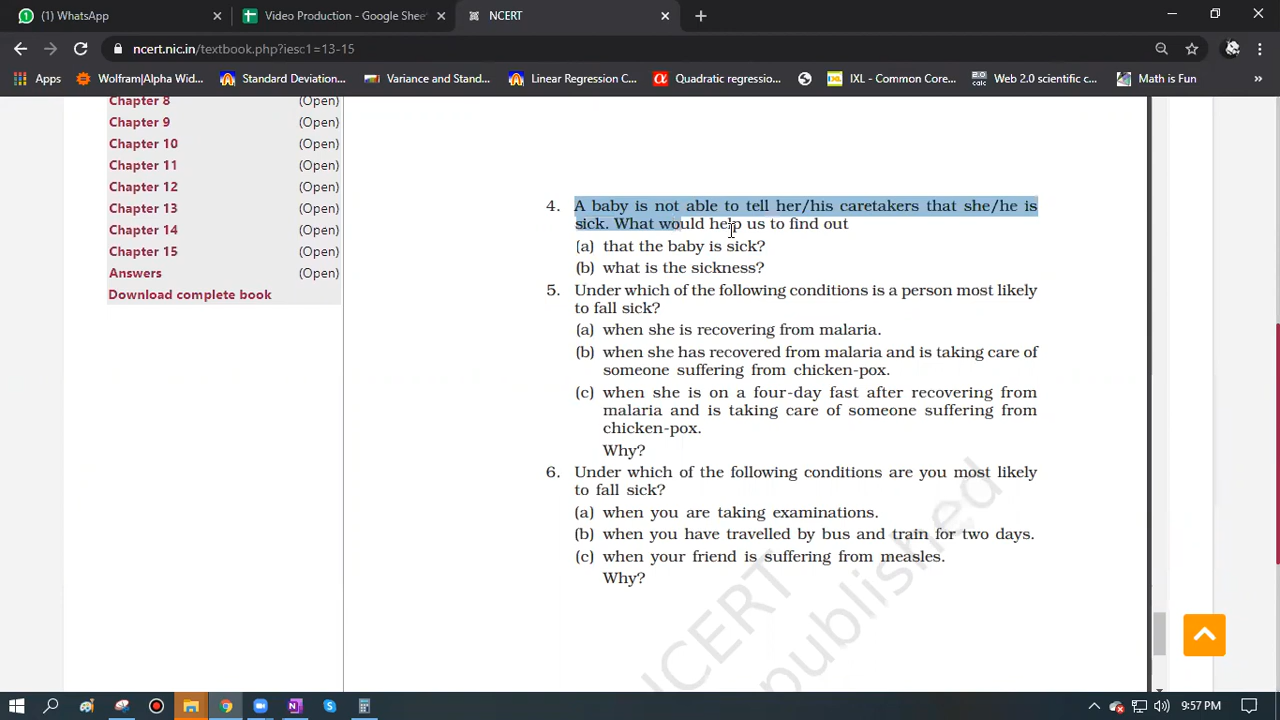 (1) WhatsApp
Video Production - Google Shee
NCERT
ncert.nic.in/textbook.php?iesc1=13-15
Apps
Wolfram|Alpha Wid...
Standard Deviation...
Variance and Stand...
Linear Regression C...
Quadratic regressio...
IXL - Common Core...
Web 2.0 scientific c...
Math is Fun
»
Chapter 8 (Open)
Chapter 9 (Open)
Chapter 10 (Open)
Chapter 11 (Open)
Chapter 12 (Open)
Chapter 13 (Open)
Chapter 14 (Open)
Chapter 15 (Open)
Answers (Open)
Download complete book
4. A baby is not able to tell her/his caretakers that she/he is
sick. What would help us to find out
(a) that the baby is sick?
(b) what is the sickness?
5. Under which of the following conditions is a person most likely
to fall sick?
(a) when she is recovering from malaria.
(b) when she has recovered from malaria and is taking care of
someone suffering from chicken-pox.
(c) when she is on a four-day fast after recovering from
malaria and is taking care of someone suffering from
chicken-pox.
Why?
6. Under which of the following conditions are you most likely
to fall sick?
(a) when you are taking examinations.
(b) when you have travelled by bus and train for two days.
(c) when your friend is suffering from measles.
Why?
NCERT
published
9:57 PM